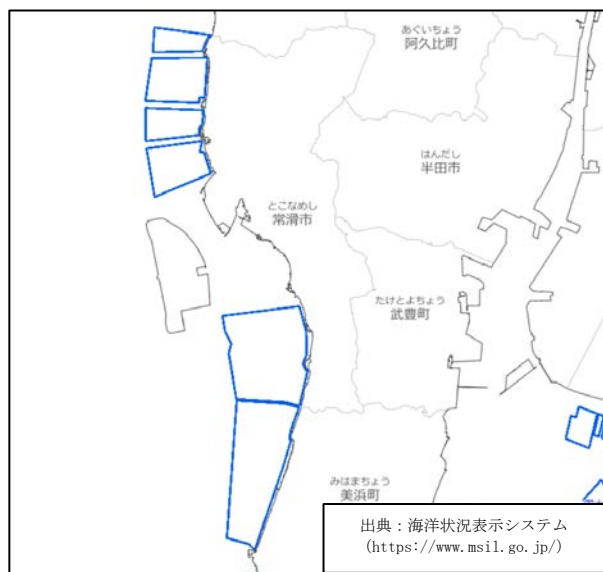 あぐいちょう
阿久比町
はんだし
半田市
とこなめし
常滑市
たけとよちょう
武豊町
みはまちょう
美浜町
出典：海洋状況表示システム
(https://www.msil.go.jp/)